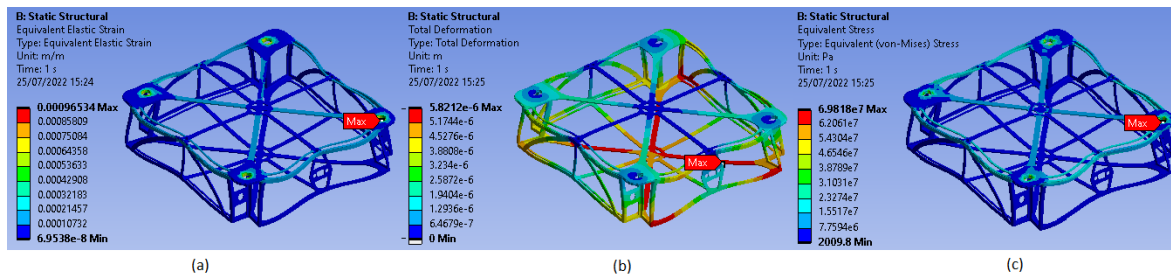 B: Static Structural
Equivalent Elastic Strain
Type: Equivalent Elastic Strain
Unit: m/m
Time: 1 s
25/07/2022 15:24
0.00096534 Max
0.00085809
0.00075084
0.00064358
0.00053633
0.00042908
0.00032183
0.00021457
0.00010732
6.9538e-8 Min
Max
(a)
B: Static Structural
Total Deformation
Type: Total Deformation
Unit: m
Time: 1 s
25/07/2022 15:25
5.8212e-6 Max
5.1744e-6
4.5276e-6
3.8808e-6
3.234e-6
2.5872e-6
1.9404e-6
1.2936e-6
6.4679e-7
0 Min
Max
(b)
B: Static Structural
Equivalent Stress
Type: Equivalent (von-Mises) Stress
Unit: Pa
Time: 1 s
25/07/2022 15:25
6.9818e7 Max
6.2061e7
5.4304e7
4.6546e7
3.8789e7
3.1031e7
2.3274e7
1.5517e7
7.7594e6
2009.8 Min
Max
(c)